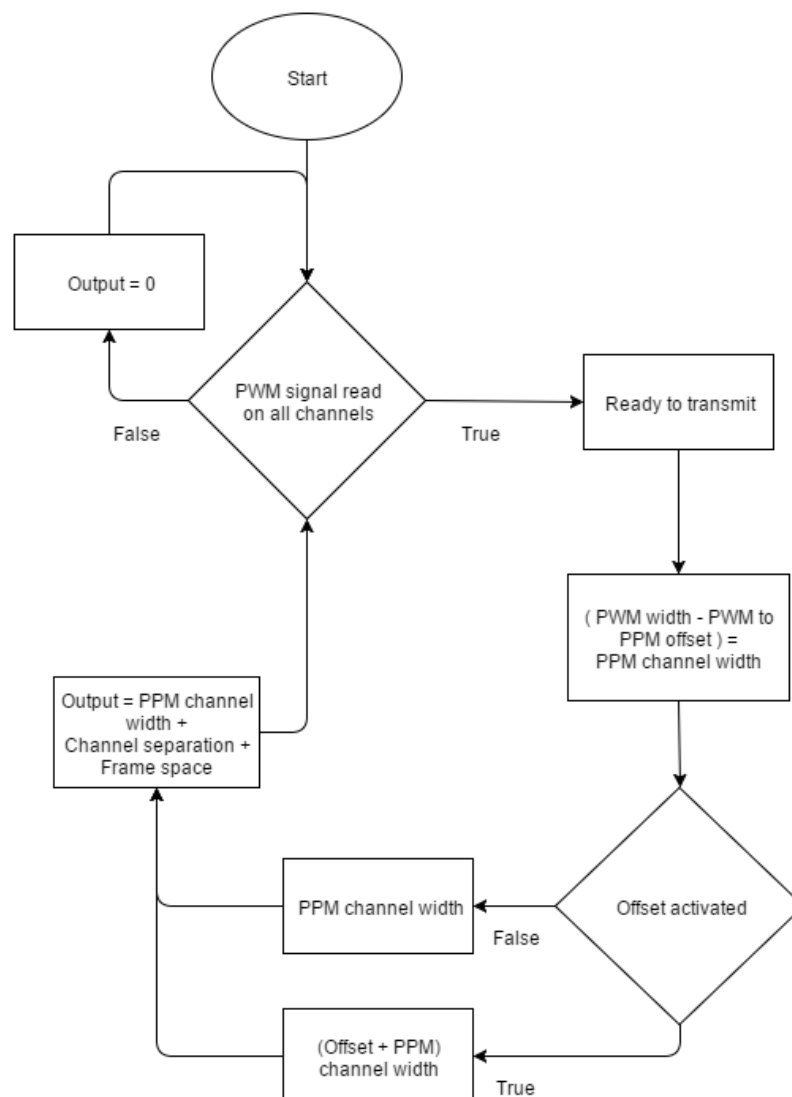 Start
Output = 0
PWM signal read
on all channels
False
True
Ready to transmit
( PWM width - PWM to
PPM offset ) =
PPM channel width
Output = PPM channel
width +
Channel separation +
Frame space
PPM channel width
False
Offset activated
(Offset + PPM)
channel width
True